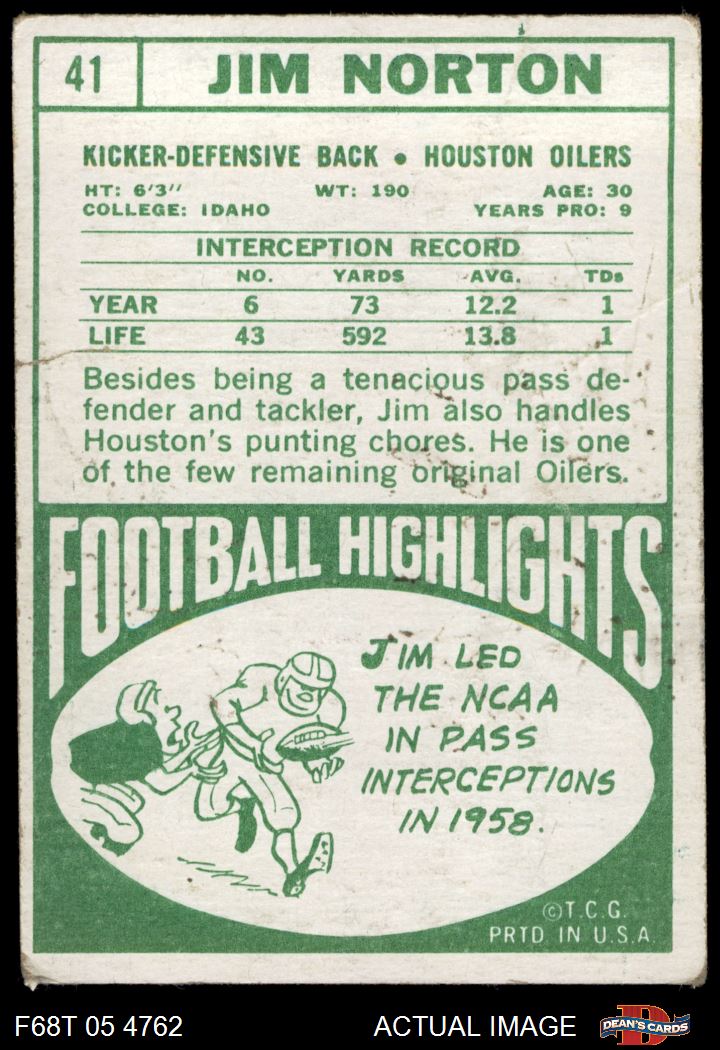 41 JIM NORTON
KICKER-DEFENSIVE BACK • HOUSTON OILERS
HT: 6'3" WT: 190 AGE: 30
COLLEGE: IDAHO YEARS PRO: 9
INTERCEPTION RECORD
NO. YARDS AVG. TDs
YEAR 6 73 12.2 1
LIFE 43 592 13.8 1
Besides being a tenacious pass de-
fender and tackler, Jim also handles
Houston's punting chores. He is one
of the few remaining original Oilers.
FOOTBALL HIGHLIGHTS
JIM LED
THE NCAA
IN PASS
INTERCEPTIONS
IN 1958.
©T.C.G.
PRTD. IN U.S.A.
F68T 05 4762 ACTUAL IMAGE D DEAN'S CARDS